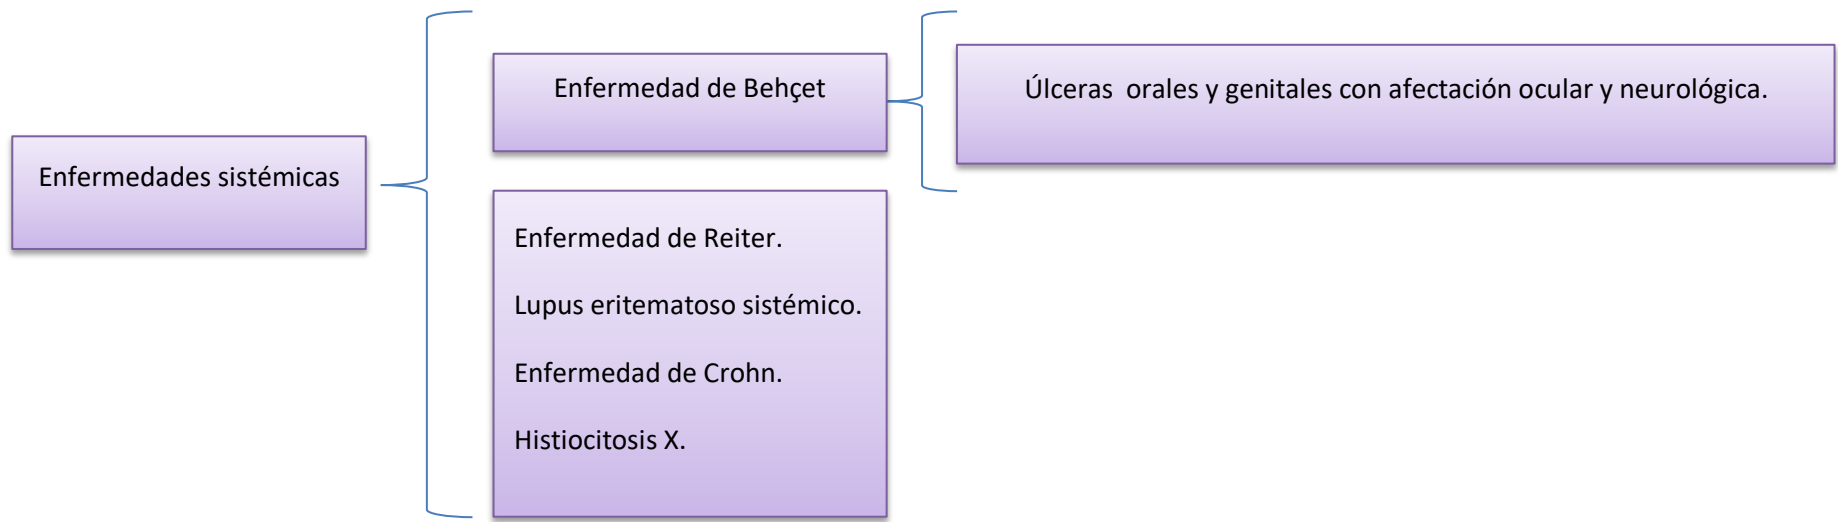 Enfermedades sistémicas
Enfermedad de Behçet
Úlceras orales y genitales con afectación ocular y neurológica.
Enfermedad de Reiter.
Lupus eritematoso sistémico.
Enfermedad de Crohn.
Histiocitosis X.